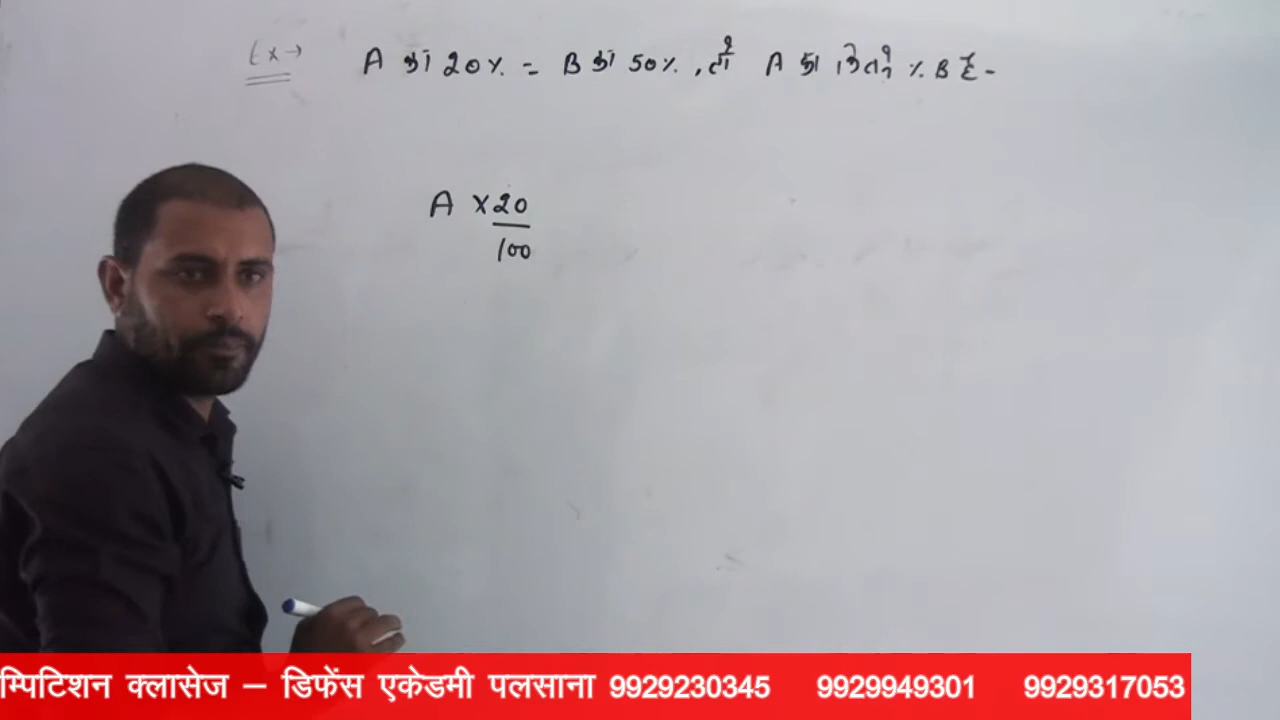 Ex→ A का 20% = B का 50%, तो A का कितने % B है -
A × 20
100
म्पिटिशन क्लासेज – डिफेंस एकेडमी पलसाना 9929230345 9929949301 9929317053